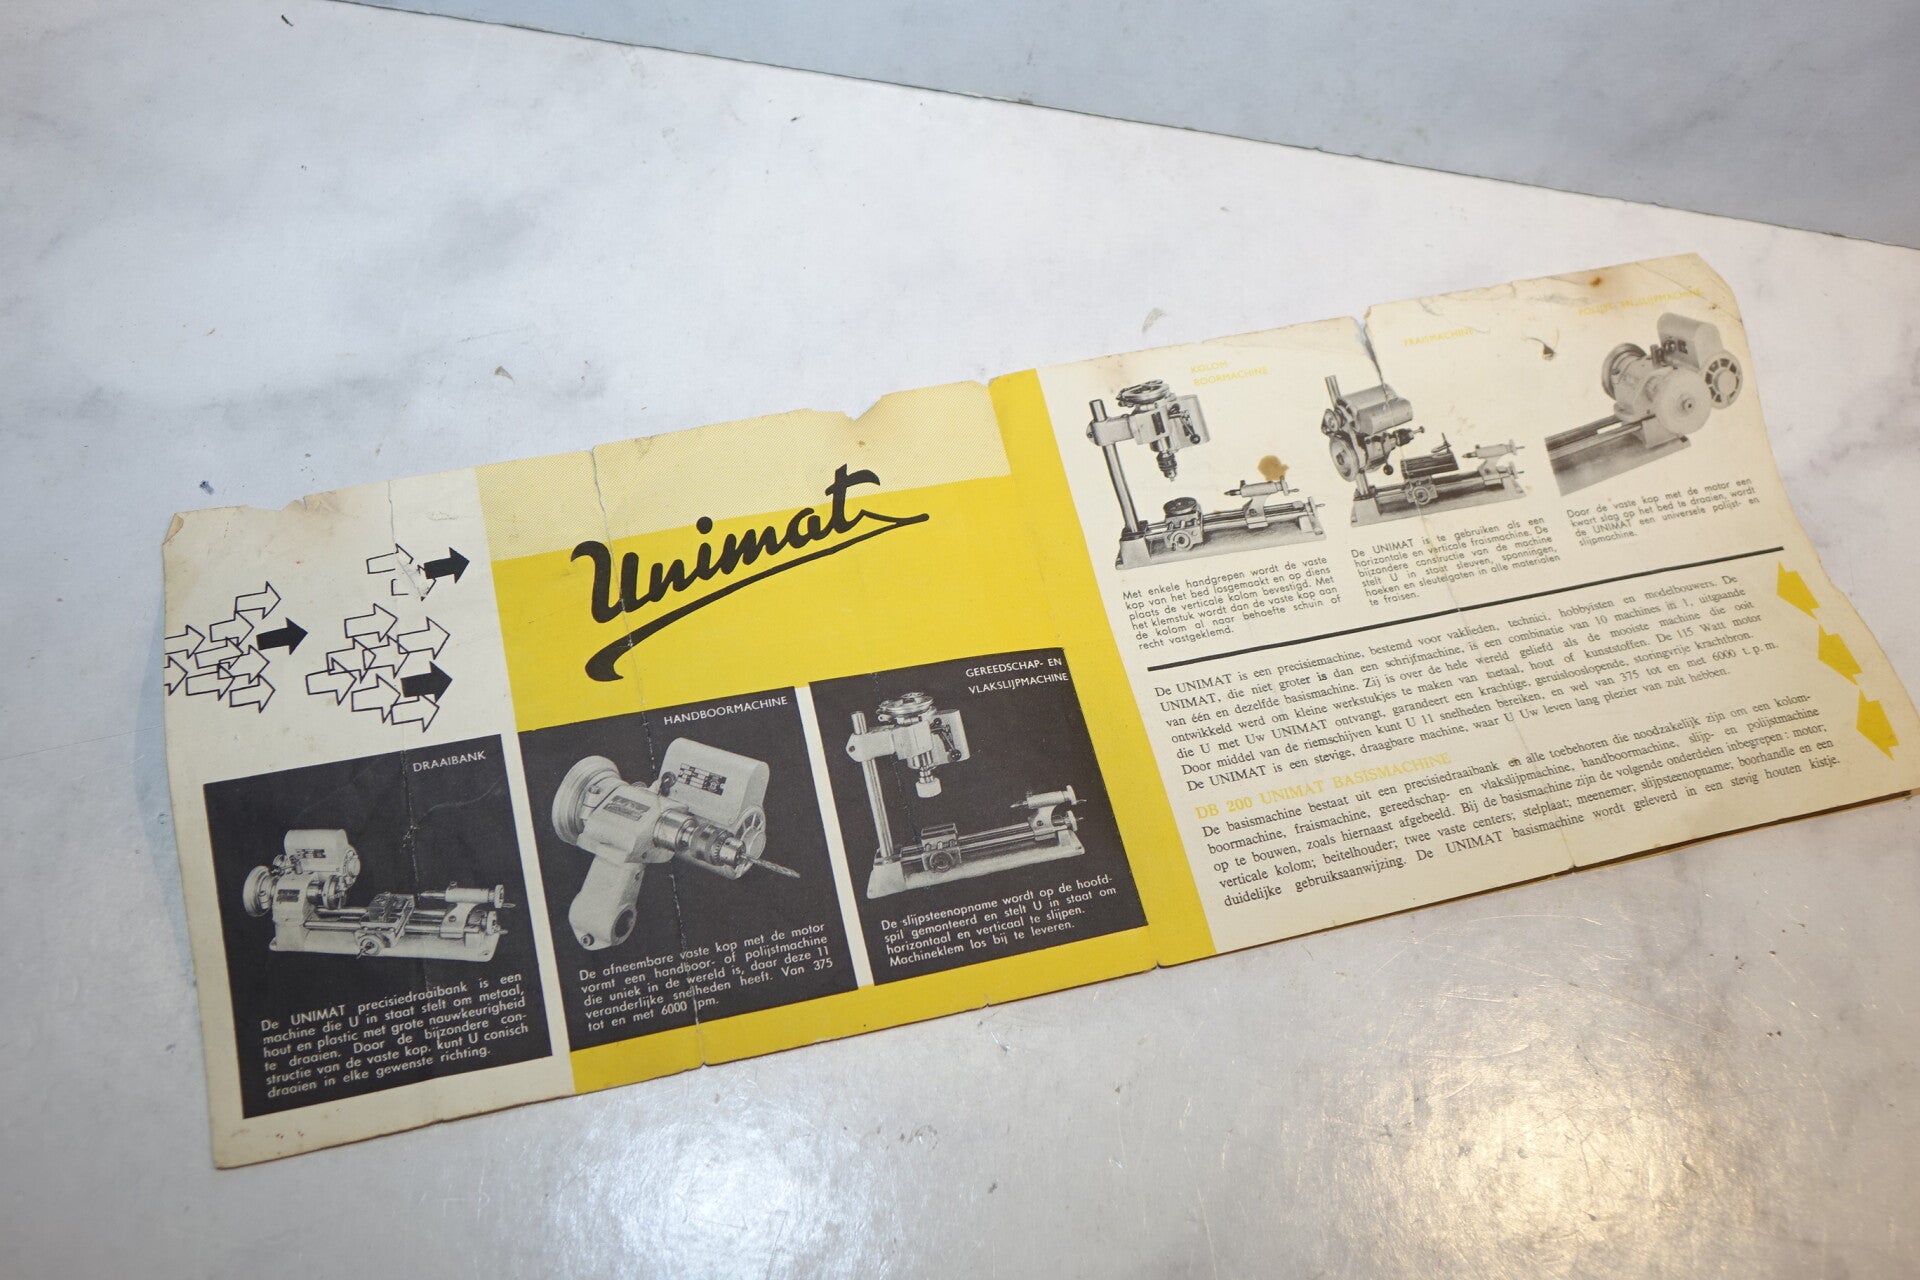 Unimat
DRAAIBANK
De UNIMAT precisiedraaibank is een
machine die U in staat stelt om metaal,
hout en plastic met grote nauwkeurigheid
te draaien. Door de bijzondere con-
structie van de vaste kop, kunt U conisch
draaien in elke gewenste richting.
HANDBOORMACHINE
De afneembare vaste kop met de motor
vormt een handboor- of polijstmachine
die uniek in de wereld is, daar deze 11
veranderlijke snelheden heeft. Van 375
tot en met 6000 rpm.
GEREEDSCHAP- EN
VLAKSLIJPMACHINE
De slijpsteenopname wordt op de hoofd-
spil gemonteerd en stelt U in staat om
horizontaal en verticaal te slijpen.
Machineklem los bij te leveren.
KOLOM
BOORMACHINE
Met enkele handgrepen wordt de vaste
kop van het bed losgemaakt en op diens
plaats de verticale kolom bevestigd. Met
het klemstuk wordt dan de vaste kop aan
de kolom al naar behoefte schuin of
recht vastgeklemd.
FRAISMACHINE
De UNIMAT is te gebruiken als een
horizontale en verticale fraismachine. De
bijzondere constructie van de machine
stelt U in staat sleuven, spanningen,
hoeken en sleutelgaten in alle materialen
te fraisen.
POLIJST- EN SLIJPMACHINE
Door de vaste kop met de motor een
kwart slag op het bed te draaien, wordt
de UNIMAT een universele polijst- en
slijpmachine.
De UNIMAT is een precisiemachine, bestemd voor vaklieden, technici, hobbyisten en modelbouwers. De
UNIMAT, die niet groter is dan een schrijfmachine, is een combinatie van 10 machines in 1, uitgaande
van één en dezelfde basismachine. Zij is over de hele wereld geliefd als de mooiste machine die ooit
ontwikkeld werd om kleine werkstukjes te maken van metaal, hout of kunststoffen. De 115 Watt motor
die U met Uw UNIMAT ontvangt, garandeert een krachtige, geruislooslopende, storingvrije krachtbron.
Door middel van de riemschijven kunt U 11 snelheden bereiken, en wel van 375 tot en met 6000 t.p.m.
De UNIMAT is een stevige, draagbare machine, waar U Uw leven lang plezier van zult hebben.
DB 200 UNIMAT BASISMACHINE
De basismachine bestaat uit een precisiedraaibank en alle toebehoren die noodzakelijk zijn om een kolom-
boormachine, fraismachine, gereedschap- en vlakslijpmachine, handboormachine, slijp- en polijstmachine
op te bouwen, zoals hiernaast afgebeeld. Bij de basismachine zijn de volgende onderdelen inbegrepen: motor;
verticale kolom; beitelhouder; twee vaste centers; stelplaat; meenemer; slijpsteenopname; boorhandle en een
duidelijke gebruiksaanwijzing. De UNIMAT basismachine wordt geleverd in een stevig houten kistje.